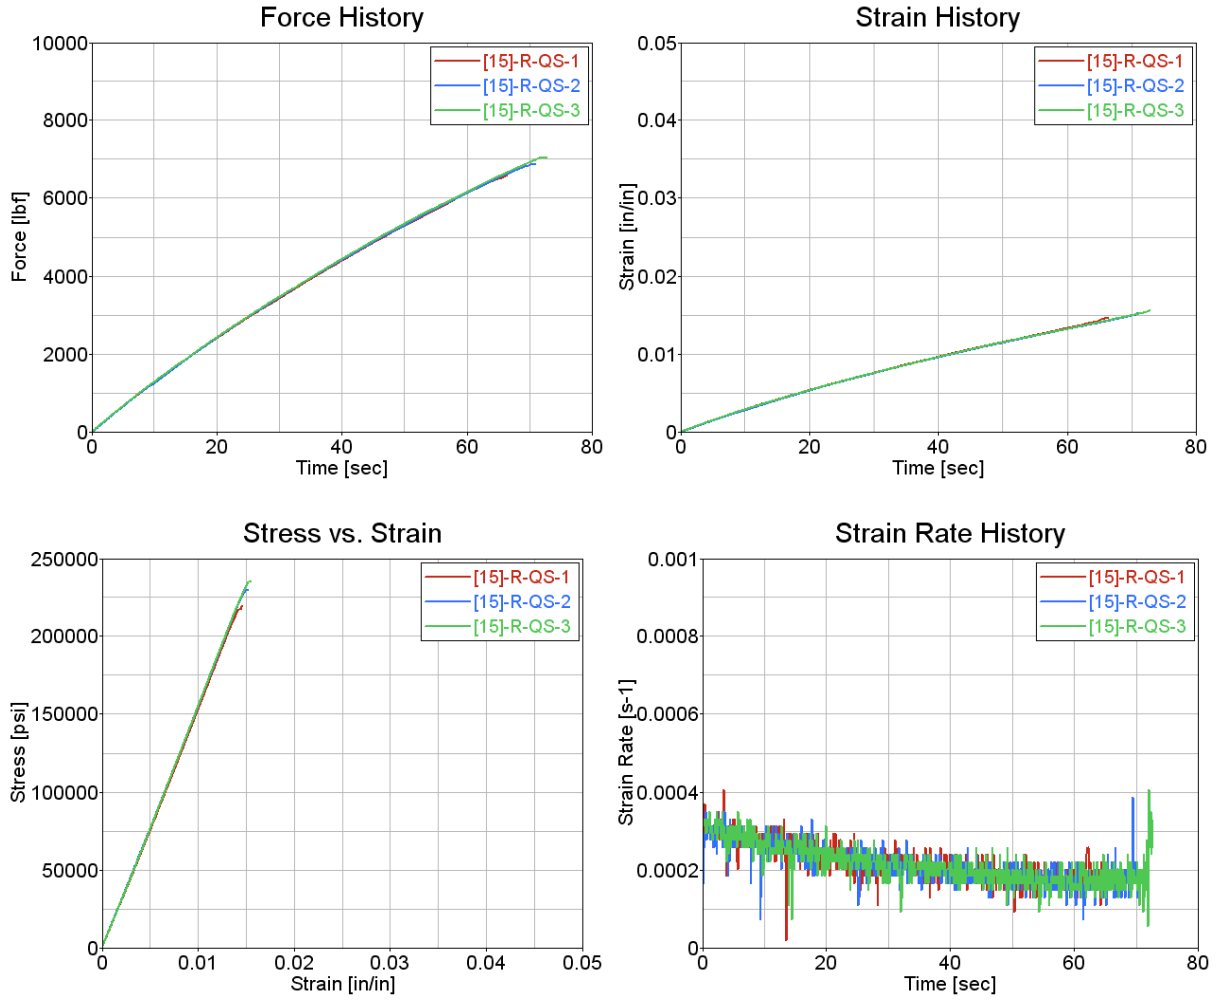 Force History
10000
8000
6000
4000
2000
0
Force [lbf]
[15]-R-QS-1
[15]-R-QS-2
[15]-R-QS-3
0 20 40 60 80
Time [sec]
Strain History
0.05
0.04
0.03
0.02
0.01
0
Strain [in/in]
[15]-R-QS-1
[15]-R-QS-2
[15]-R-QS-3
0 20 40 60 80
Time [sec]
Stress vs. Strain
250000
200000
150000
100000
50000
0
Stress [psi]
[15]-R-QS-1
[15]-R-QS-2
[15]-R-QS-3
0 0.01 0.02 0.03 0.04 0.05
Strain [in/in]
Strain Rate History
0.001
0.0008
0.0006
0.0004
0.0002
0
Strain Rate [s-1]
[15]-R-QS-1
[15]-R-QS-2
[15]-R-QS-3
0 20 40 60 80
Time [sec]